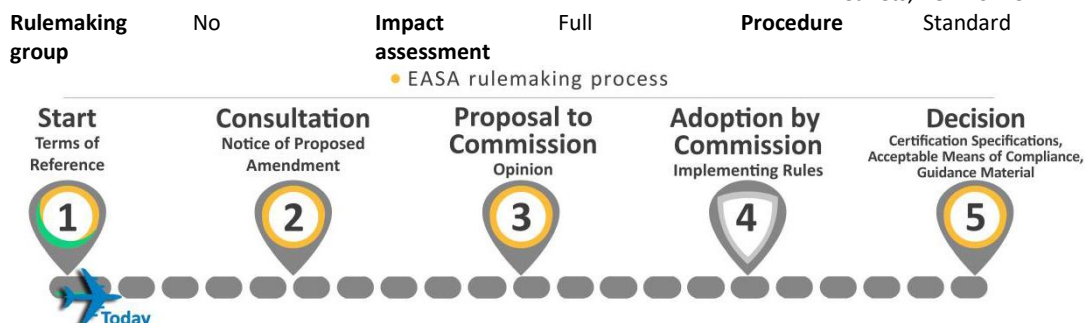 Rulemaking group No Impact assessment Full Procedure Standard
EASA rulemaking process
Start
Terms of
Reference
Consultation
Notice of Proposed
Amendment
Proposal to
Commission
Opinion
Adoption by
Commission
Implementing Rules
Decision
Certification Specifications,
Acceptable Means of Compliance,
Guidance Material
1 2 3 4 5
Today